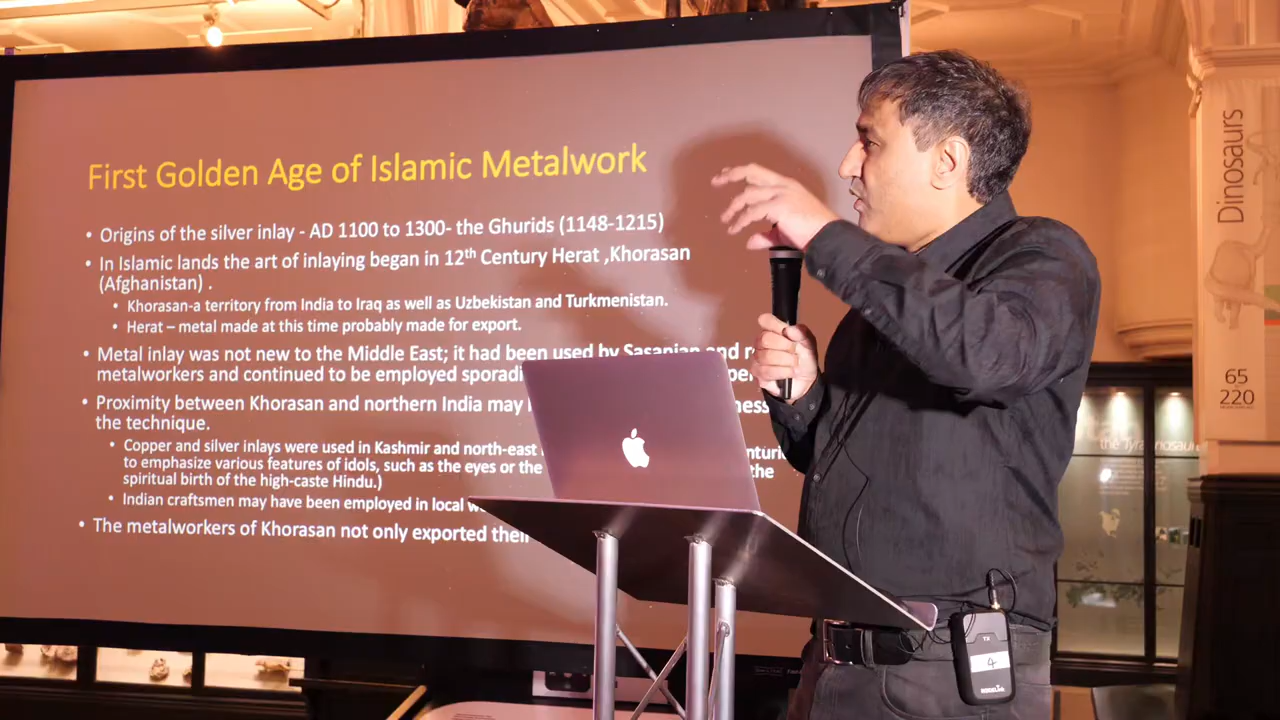 First Golden Age of Islamic Metalwork
• Origins of the silver inlay - AD 1100 to 1300- the Ghurids (1148-1215)
• In Islamic lands the art of inlaying began in 12th Century Herat ,Khorasan
(Afghanistan) .
• Khorasan-a territory from India to Iraq as well as Uzbekistan and Turkmenistan.
• Herat – metal made at this time probably made for export.
• Metal inlay was not new to the Middle East; it had been used by Sasanian and
metalworkers and continued to be employed
• Proximity between Khorasan and northern India may
the technique.
• Copper and silver inlays were used in Kashmir and north-east
to emphasize various features of idols, such as the eyes or the the
spiritual birth of the high-caste Hindu.)
• Indian craftsmen may have been employed in local
• The metalworkers of Khorasan not only exported their
Dinosaurs
65
220
the Tyrannosaurs
TX
4